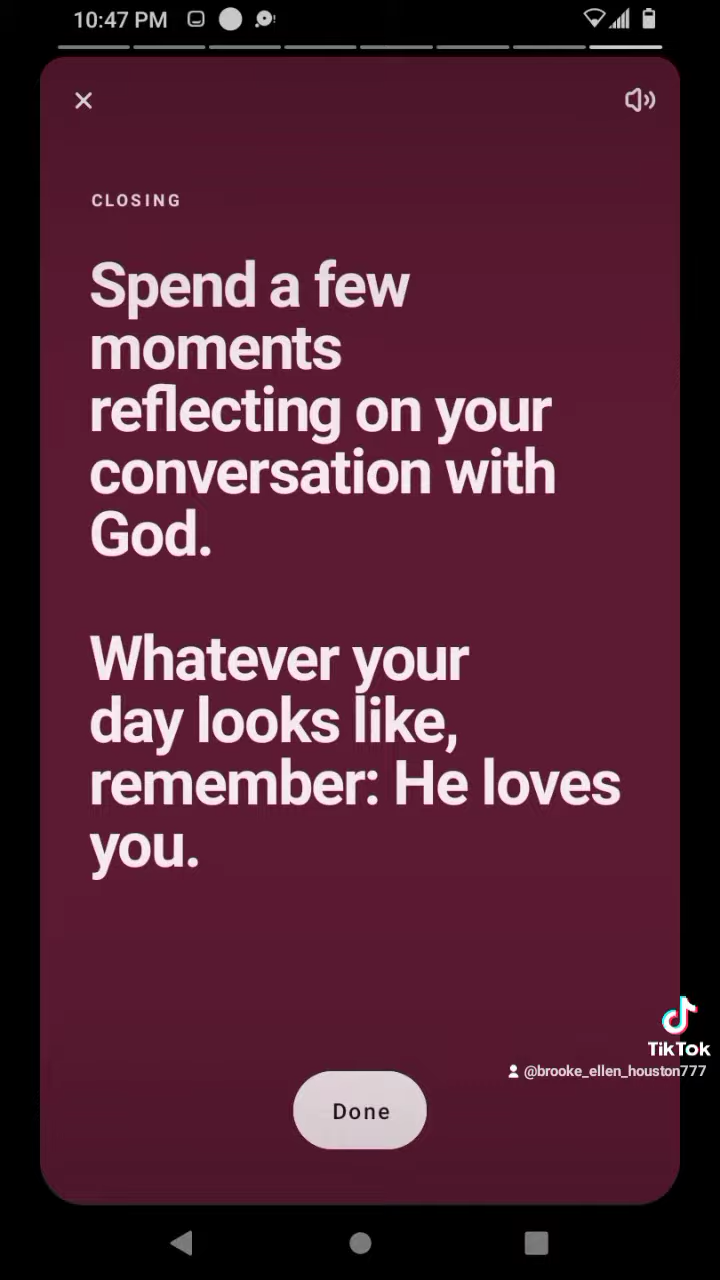 10:47 PM
CLOSING
Spend a few
moments
reflecting on your
conversation with
God.
Whatever your
day looks like,
remember: He loves
you.
TikTok
@brooke_ellen_houston777
Done